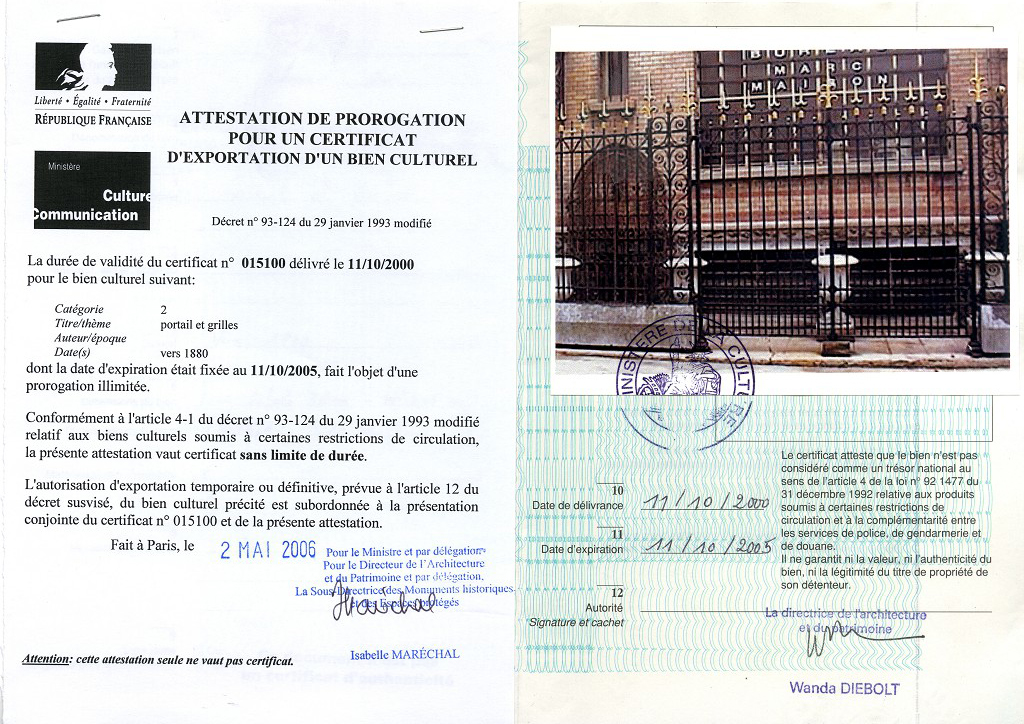 Liberté • Égalité • Fraternité
RÉPUBLIQUE FRANÇAISE
Ministère
Culture
Communication
ATTESTATION DE PROROGATION
POUR UN CERTIFICAT
D'EXPORTATION D'UN BIEN CULTUREL
Décret n° 93-124 du 29 janvier 1993 modifié
La durée de validité du certificat n° 015100 délivré le 11/10/2000
pour le bien culturel suivant:
Catégorie 2
Titre/thème portail et grilles
Auteur/époque
Date(s) vers 1880
dont la date d'expiration était fixée au 11/10/2005, fait l'objet d'une
prorogation illimitée.
Conformément à l'article 4-1 du décret n° 93-124 du 29 janvier 1993 modifié
relatif aux biens culturels soumis à certaines restrictions de circulation,
la présente attestation vaut certificat sans limite de durée.
L'autorisation d'exportation temporaire ou définitive, prévue à l'article 12 du
décret susvisé, du bien culturel précité est subordonnée à la présentation
conjointe du certificat n° 015100 et de la présente attestation.
Fait à Paris, le 2 MAI 2006
Pour le Ministre et par délégation
Pour le Directeur de l'Architecture
et du Patrimoine et par délégation,
La Sous-Directrice des Monuments historiques
et des Espaces protégés
Isabelle MARÉCHAL
Attention: cette attestation seule ne vaut pas certificat.
MARC
MAISON
MINISTERE DE LA CULTURE
10
Date de délivrance 11/10/2000
11
Date d'expiration 11/10/2005
12
Autorité
Signature et cachet
Le certificat atteste que le bien n'est pas
considéré comme un trésor national au
sens de l'article 4 de la loi n° 92 1477 du
31 décembre 1992 relative aux produits
soumis à certaines restrictions de
circulation et à la complémentarité entre
les services de police, de gendarmerie et
de douane.
Il ne garantit ni la valeur, ni l'authenticité du
bien, ni la légitimité du titre de propriété de
son détenteur.
La directrice de l'architecture
et du patrimoine
Wanda DIEBOLT